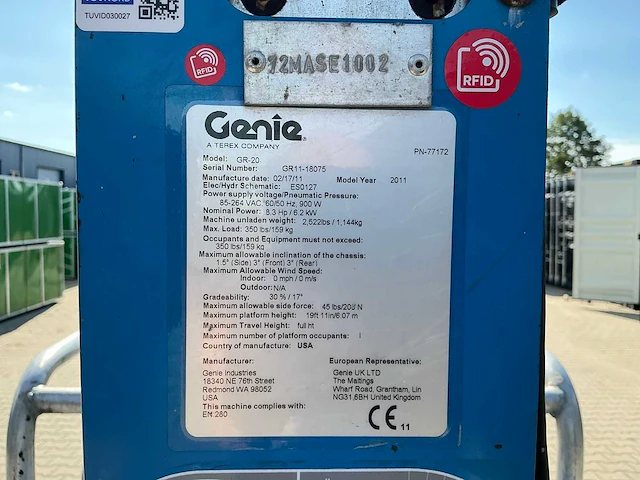 TUVNORD
TUVID030027
RFID
72MASE1002
RFID
Genie
A TEREX COMPANY
PN-77172
Model: GR-20
Serial Number: GR11-18075
Manufacture date: 02/17/11 Model Year 2011
Elec/Hydr Schematic: ES0127
Power supply voltage/Pneumatic Pressure:
85-264 VAC, 60/50 Hz, 900 W
Nominal Power: 8.3 Hp / 6.2 kW
Machine unladen weight: 2,522lbs / 1,144kg
Max. Load: 350 lbs/159 kg
Occupants and Equipment must not exceed:
350 lbs/159 kg
Maximum allowable inclination of the chassis:
1.5° (Side) 3° (Front) 3° (Rear)
Maximum Allowable Wind Speed:
Indoor: 0 mph / 0 m/s
Outdoor: N/A
Gradeability: 30 % / 17°
Maximum allowable side force: 45 lbs/203 N
Maximum platform height: 19ft 11in/6.07 m
Maximum Travel Height: full ht
Maximum number of platform occupants: 1
Country of manufacture: USA
Manufacturer: European Representative:
Genie Industries Genie UK LTD
18340 NE 76th Street The Maltings
Redmond WA 98052 Wharf Road, Grantham, Lin
USA NG31,6BH United Kingdom
This machine complies with:
EN 280
CE 11